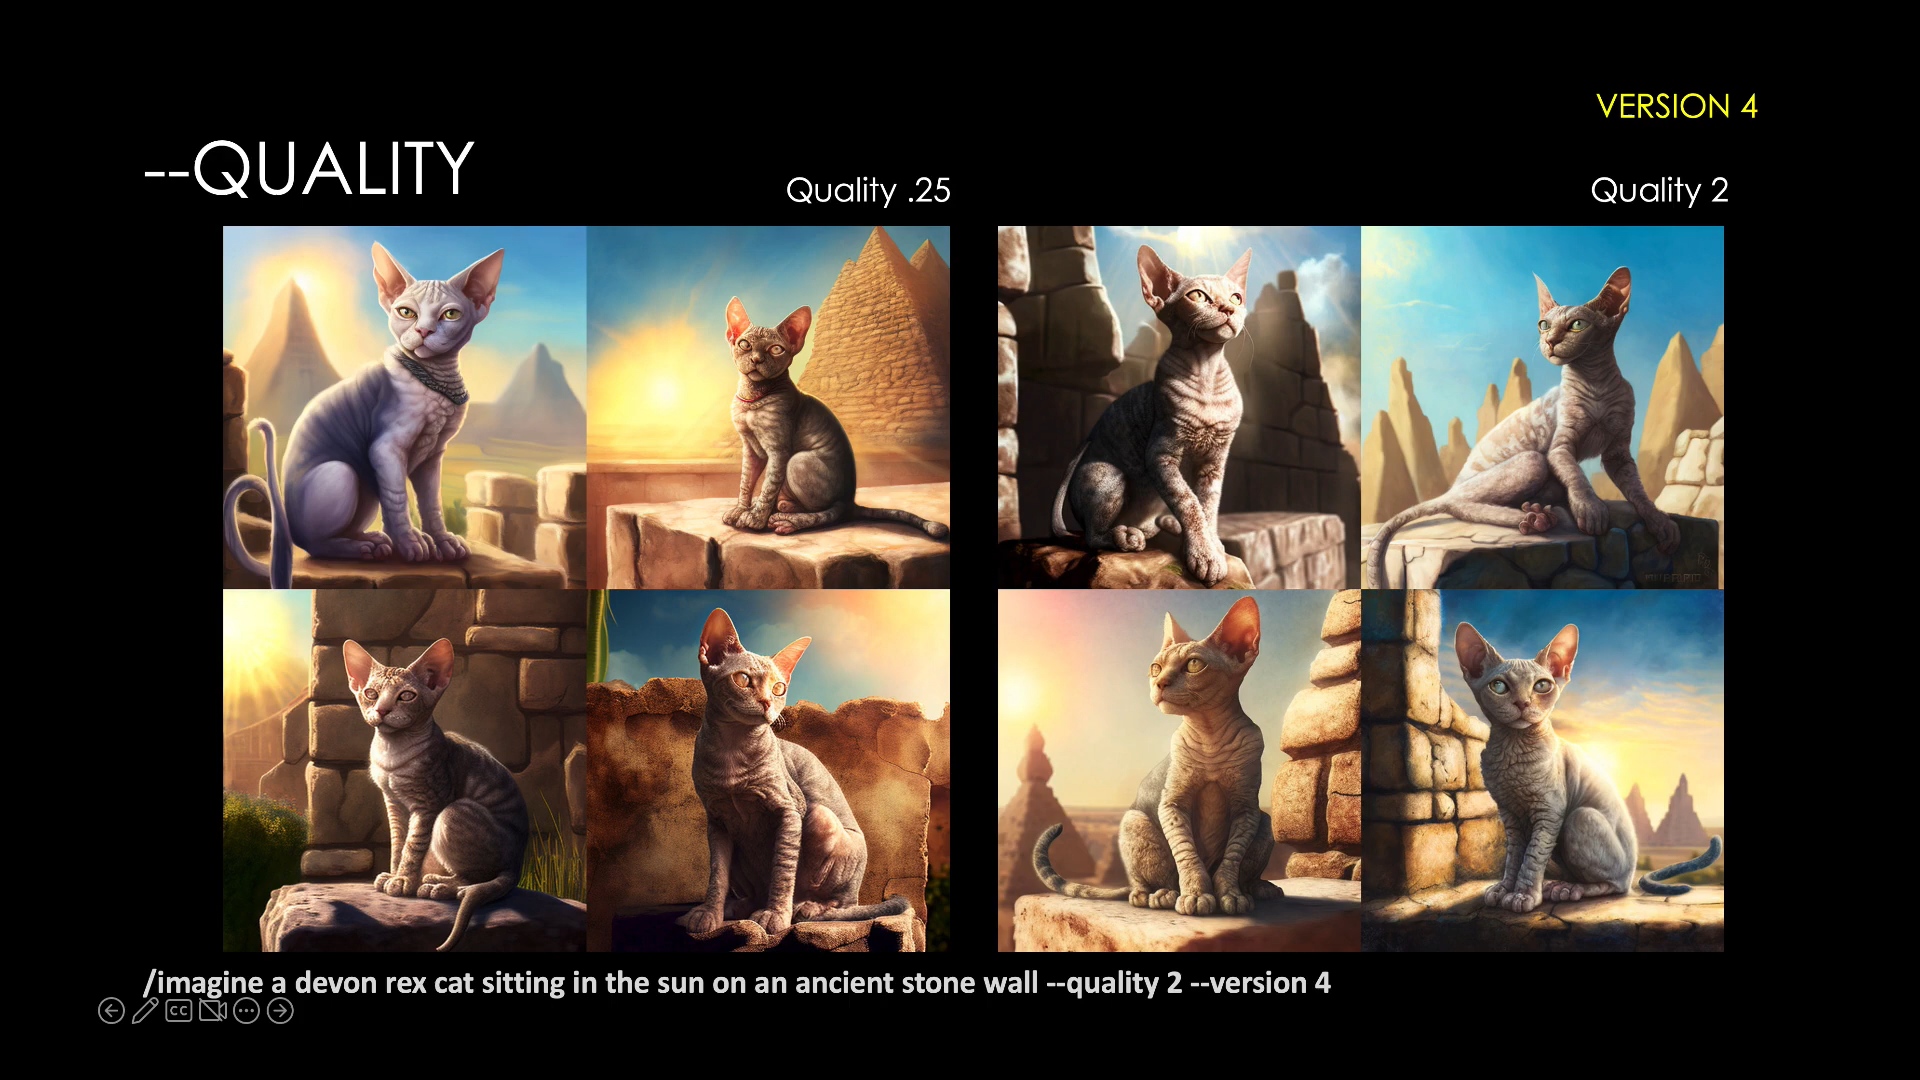 VERSION 4
--QUALITY
Quality .25
Quality 2
/imagine a devon rex cat sitting in the sun on an ancient stone wall --quality 2 --version 4
CC